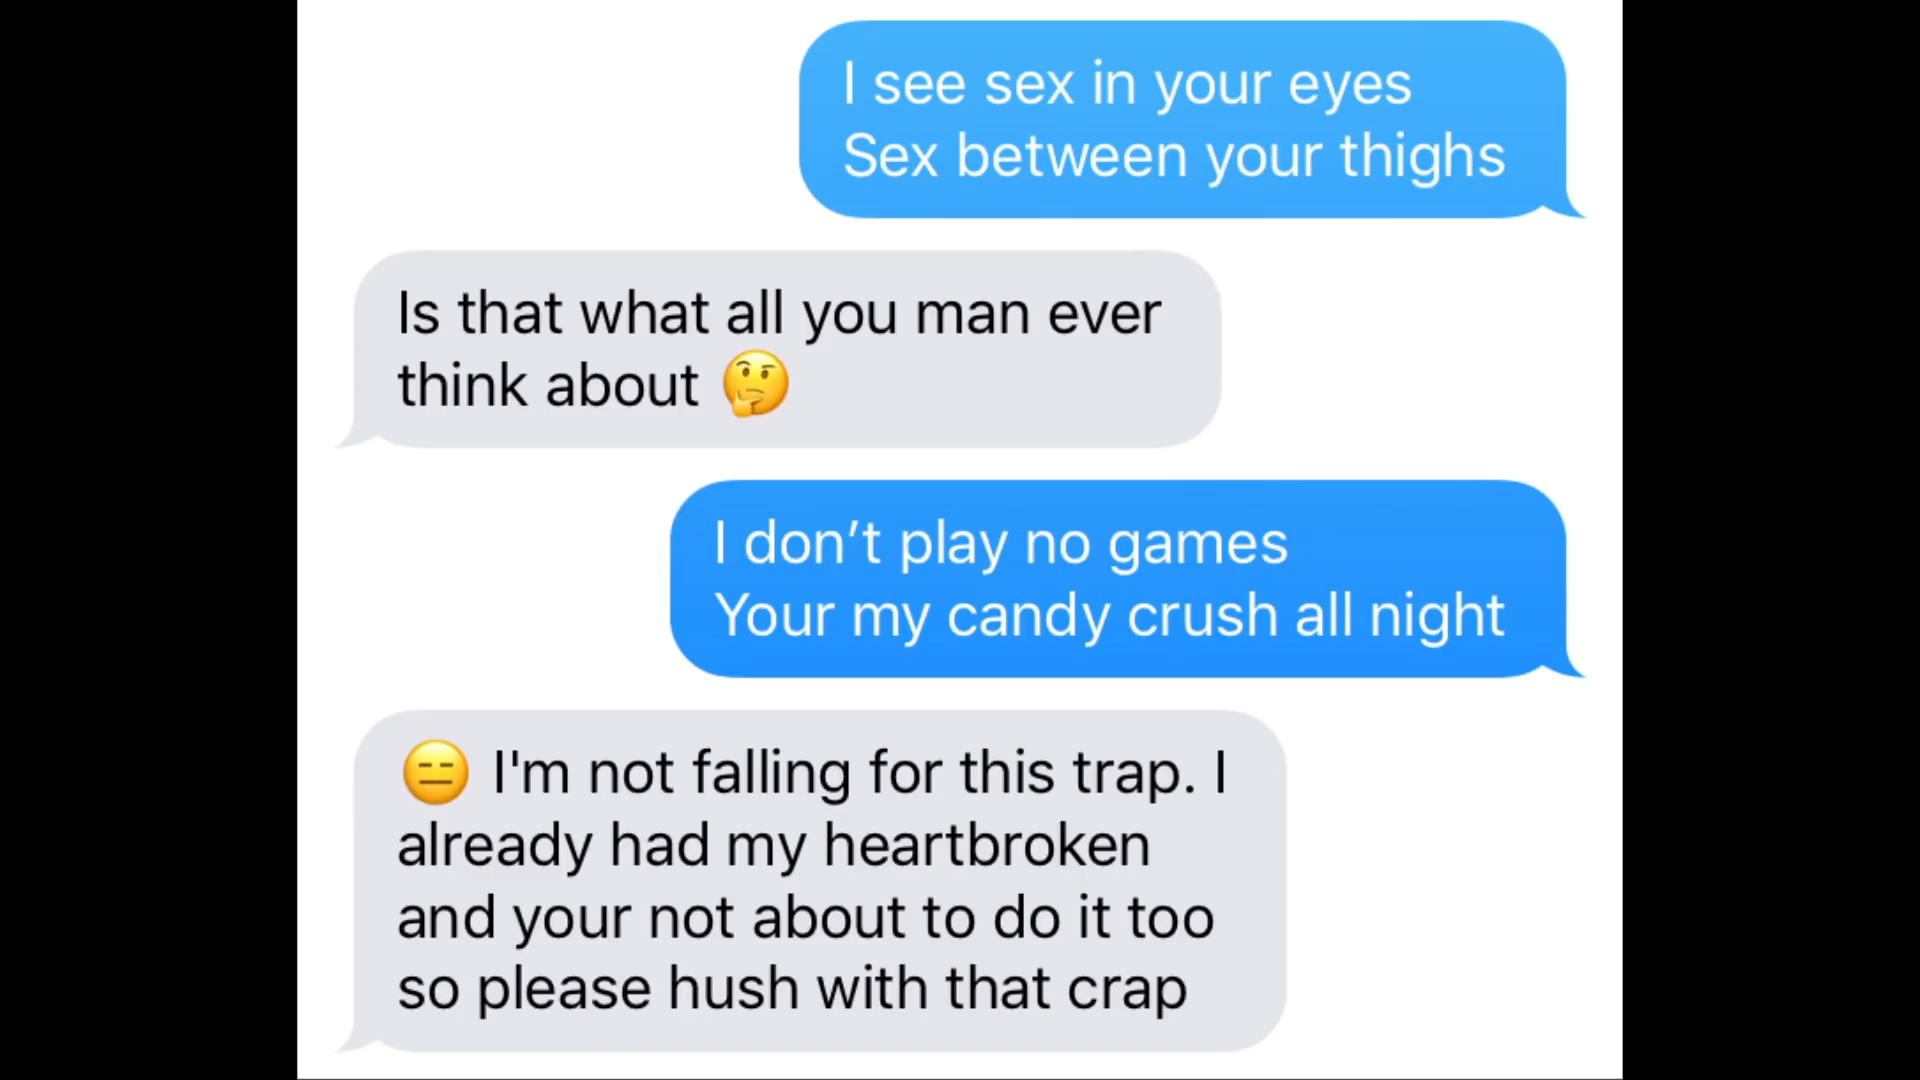 I see sex in your eyes
Sex between your thighs
Is that what all you man ever
think about 🤔
I don’t play no games
Your my candy crush all night
😑 I'm not falling for this trap. I
already had my heartbroken
and your not about to do it too
so please hush with that crap